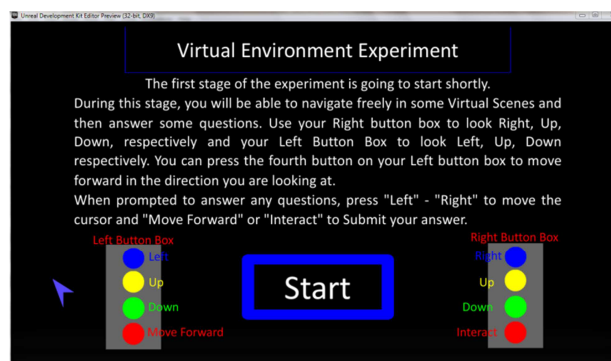 Unreal Development Kit Editor Preview (32-bit, DX9)
Virtual Environment Experiment
The first stage of the experiment is going to start shortly.
During this stage, you will be able to navigate freely in some Virtual Scenes and
then answer some questions. Use your Right button box to look Right, Up,
Down, respectively and your Left Button Box to look Left, Up, Down
respectively. You can press the fourth button on your Left button box to move
forward in the direction you are looking at.
When prompted to answer any questions, press "Left" - "Right" to move the
cursor and "Move Forward" or "Interact" to Submit your answer.
Left Button Box
Left
Up
Down
Move Forward
Start
Right Button Box
Right
Up
Down
Interact